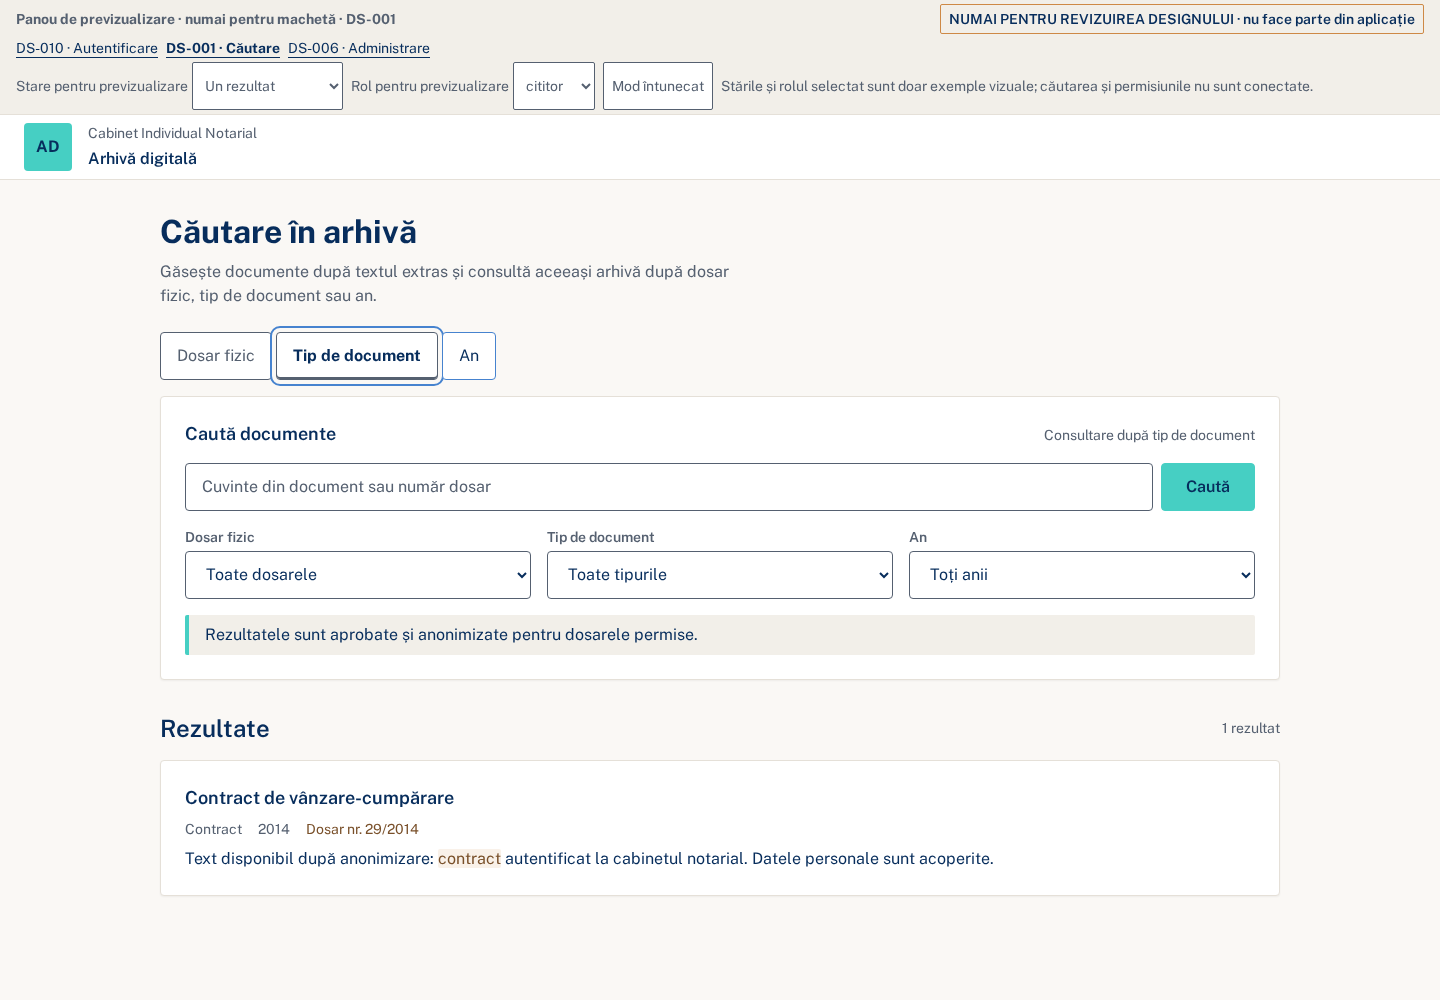 Panou de previzualizare · numai pentru machetă · DS-001
NUMAI PENTRU REVIZUIREA DESIGNULUI · nu face parte din aplicație
DS-010 · Autentificare DS-001 · Căutare DS-006 · Administrare
Stare pentru previzualizare Un rezultat Rol pentru previzualizare cititor Mod întunecat Stările și rolul selectat sunt doar exemple vizuale; căutarea și permisiunile nu sunt conectate.
AD
Cabinet Individual Notarial
Arhivă digitală
Căutare în arhivă
Găsește documente după textul extras și consultă aceeași arhivă după dosar
fizic, tip de document sau an.
Dosar fizic Tip de document An
Caută documente
Consultare după tip de document
Cuvinte din document sau număr dosar
Caută
Dosar fizic Tip de document An
Toate dosarele Toate tipurile Toți anii
Rezultatele sunt aprobate și anonimizate pentru dosarele permise.
Rezultate
1 rezultat
Contract de vânzare-cumpărare
Contract 2014 Dosar nr. 29/2014
Text disponibil după anonimizare: contract autentificat la cabinetul notarial. Datele personale sunt acoperite.